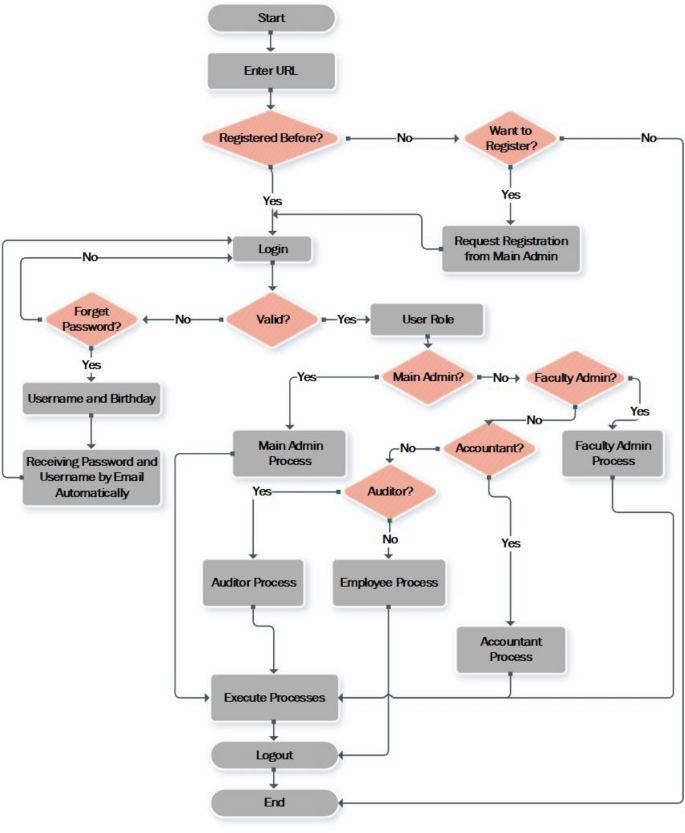 Start
Enter URL
Registered Before?
No
Want to
Register?
No
Yes
Yes
Login
Request Registration
from Main Admin
No
Forget
Password?
No
Valid?
Yes
User Role
Yes
Username and Birthday
Yes
Main Admin?
No
Faculty Admin?
Yes
No
Main Admin
Process
No
Accountant?
Faculty Admin
Process
Receiving Password and
Username by Email
Automatically
Yes
Auditor?
No
Yes
Auditor Process
Employee Process
Accountant
Process
Execute Processes
Logout
End